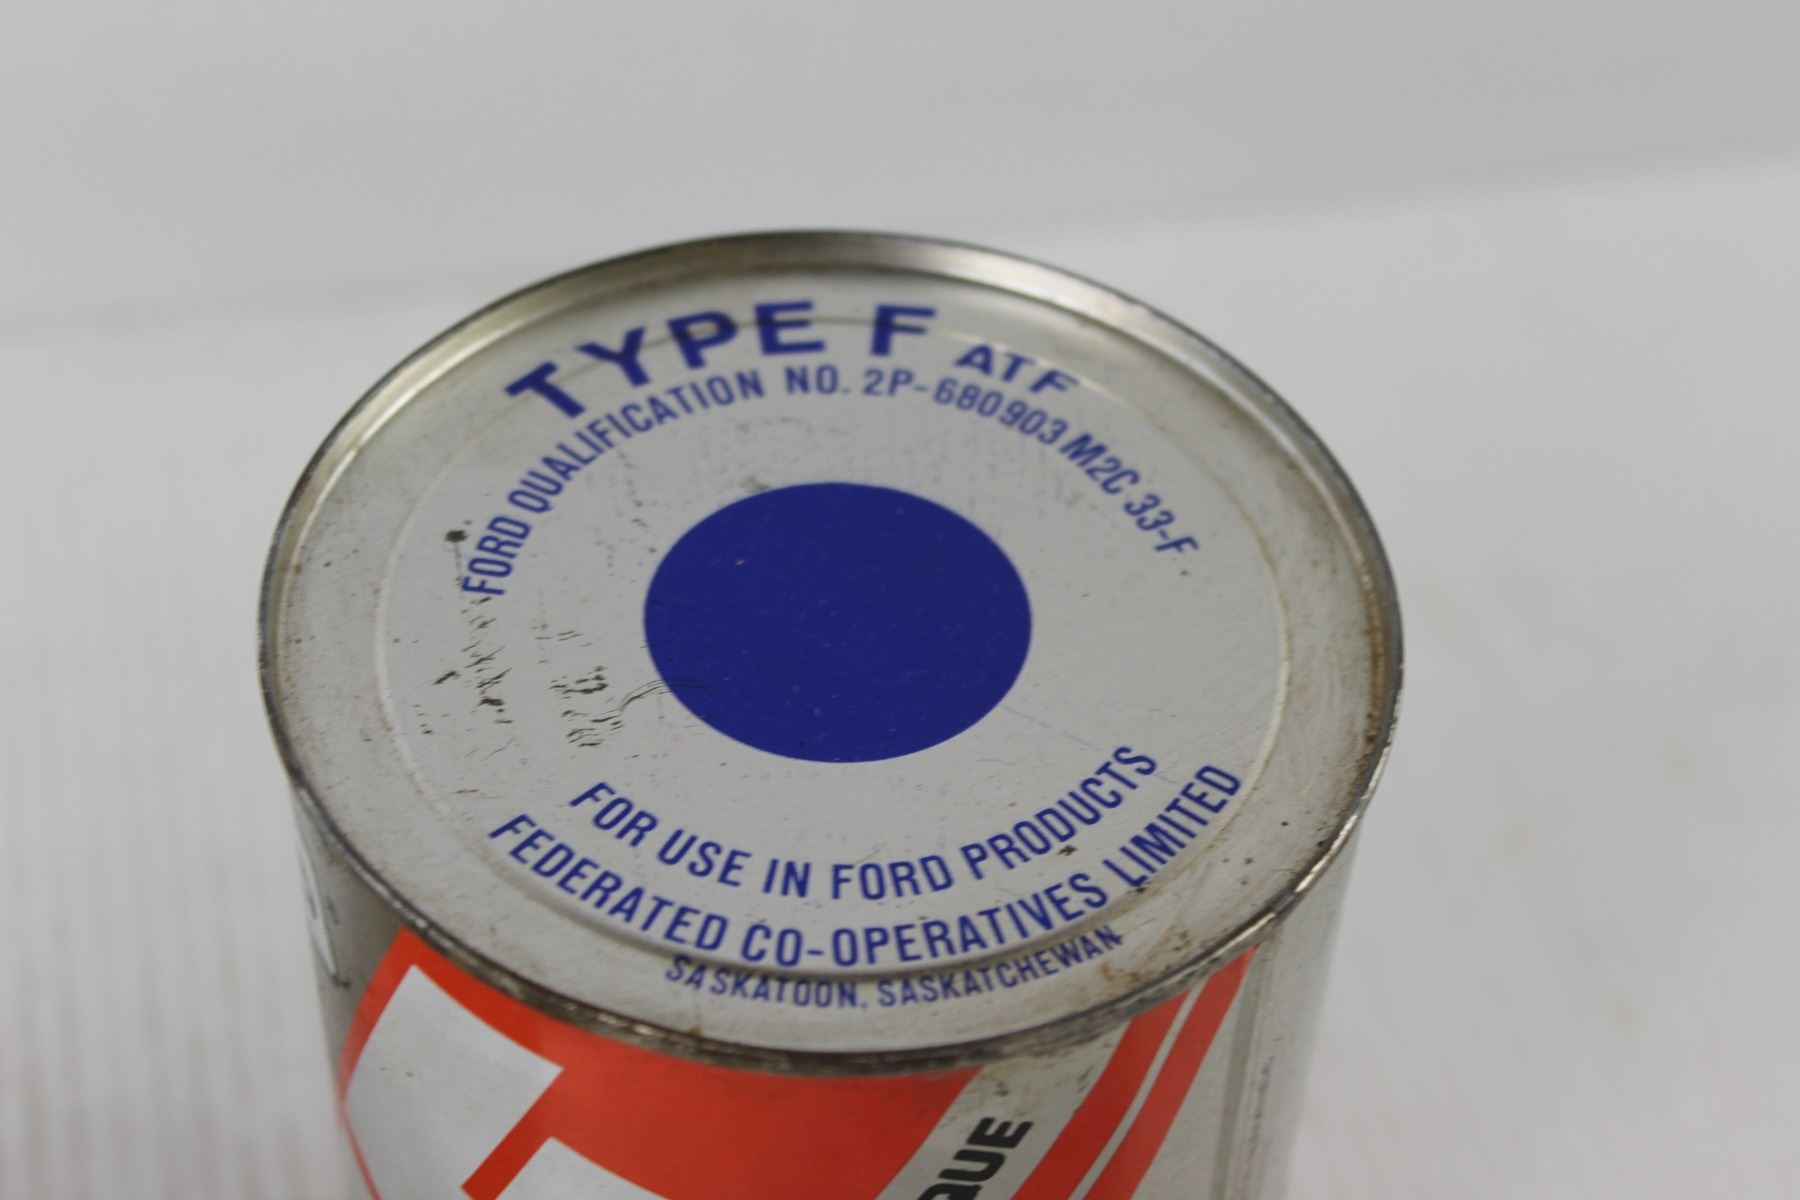 TYPE F ATF
FORD QUALIFICATION NO. 2P-680903 M2C 33-F
FOR USE IN FORD PRODUCTS
FEDERATED CO-OPERATIVES LIMITED
SASKATOON, SASKATCHEWAN
QUE